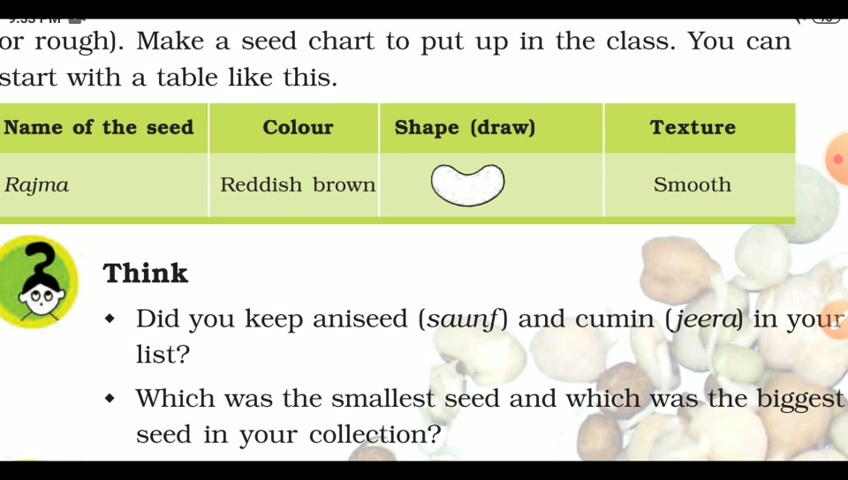 or rough). Make a seed chart to put up in the class. You can
start with a table like this.
Name of the seed Colour Shape (draw) Texture
Rajma Reddish brown Smooth
Think
• Did you keep aniseed (saunf) and cumin (jeera) in your
list?
• Which was the smallest seed and which was the biggest
seed in your collection?